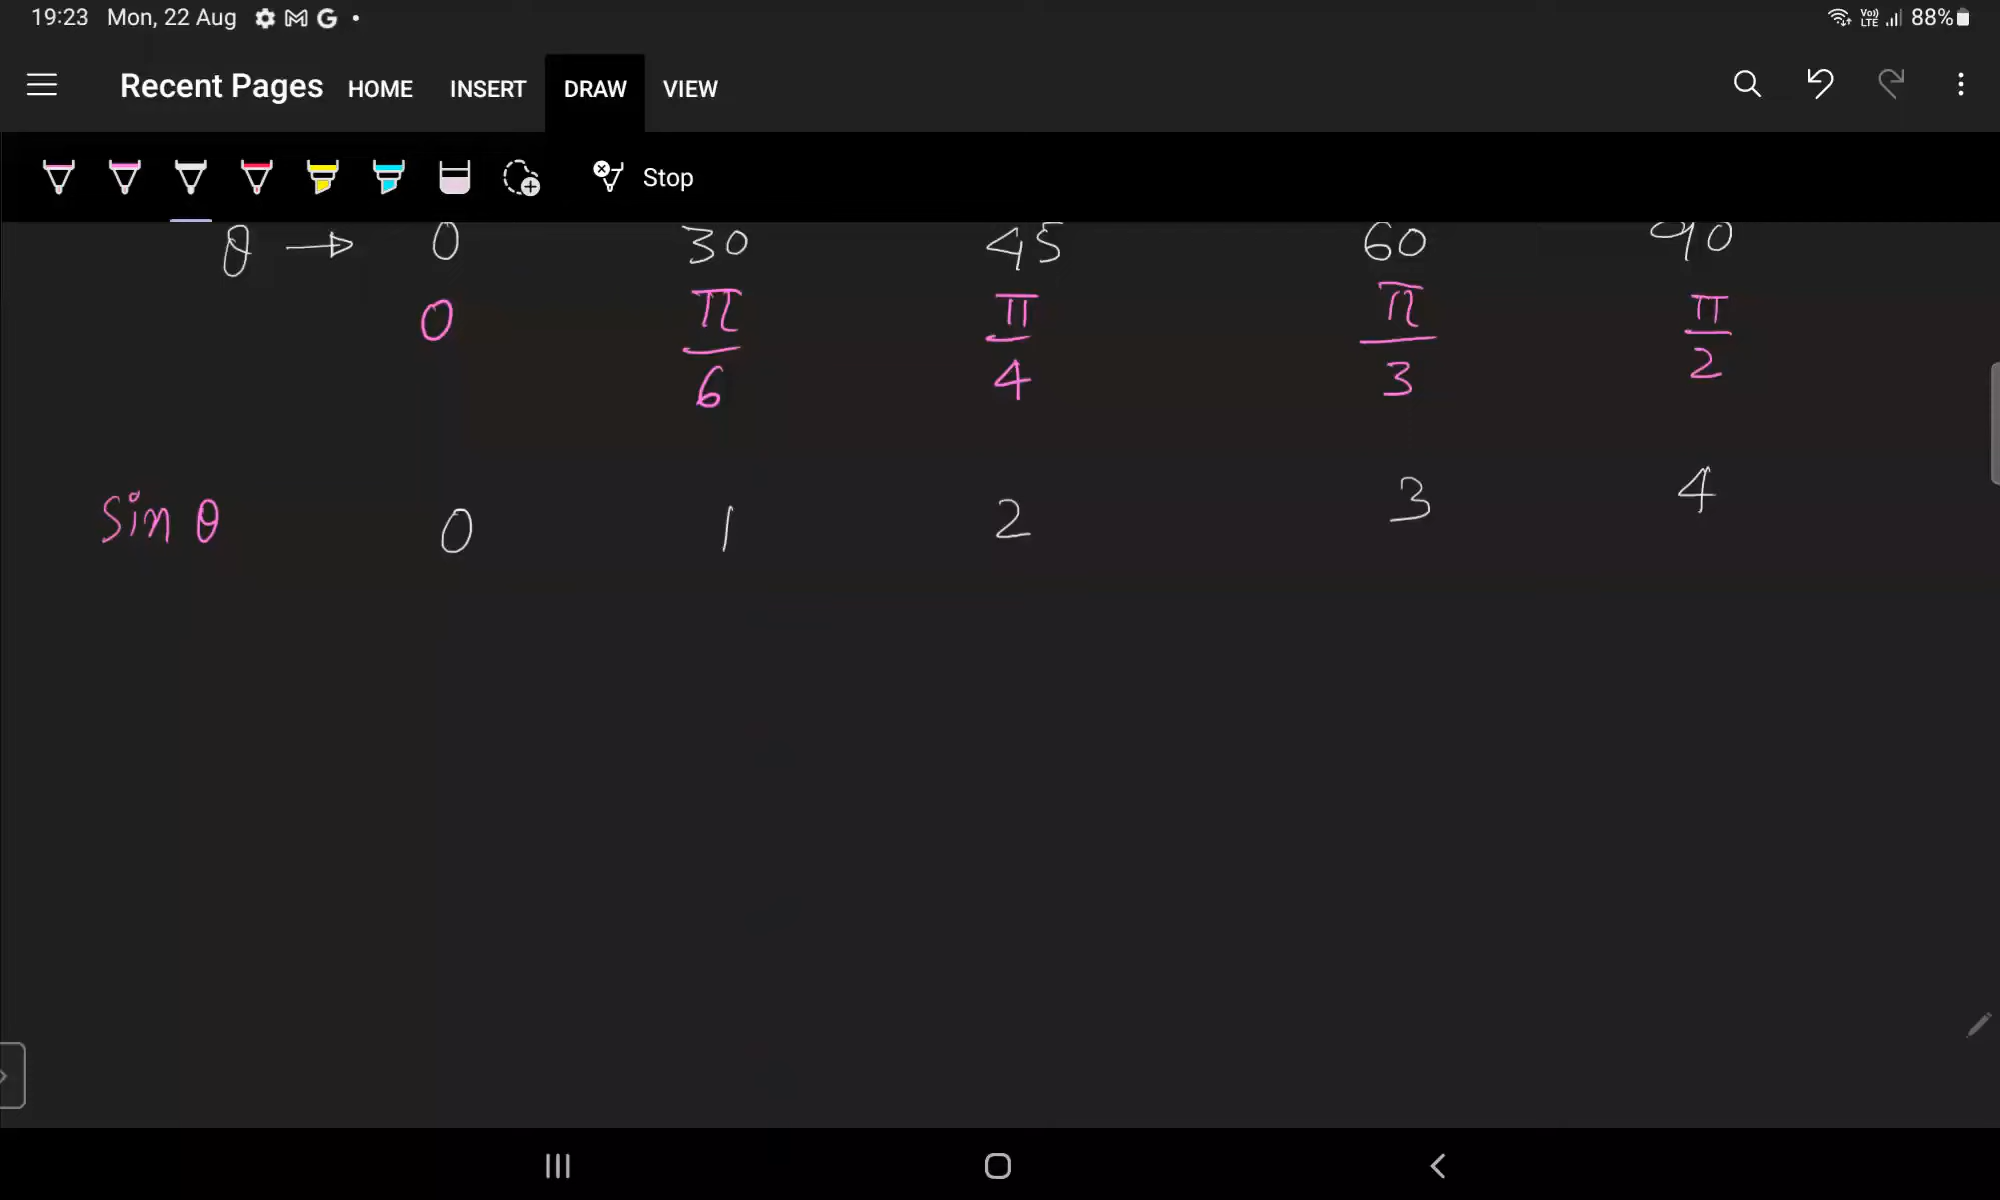 19:23 Mon, 22 Aug 88%
Recent Pages HOME INSERT DRAW VIEW
Stop
θ → 0 30 45 60 90
0 π/6 π/4 π/3 π/2
Sin θ 0 1 2 3 4